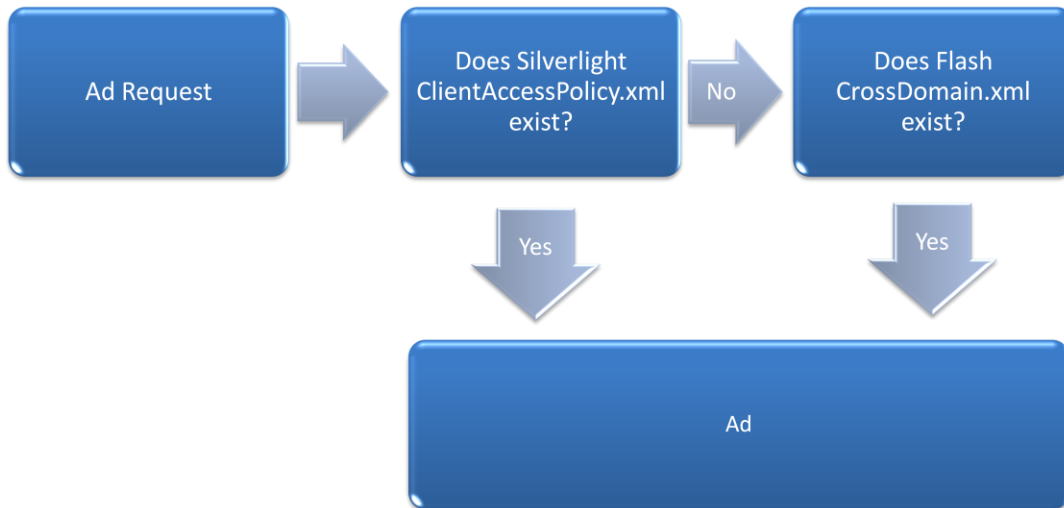 Ad Request
Does Silverlight
ClientAccessPolicy.xml
exist?
No
Does Flash
CrossDomain.xml
exist?
Yes
Yes
Ad